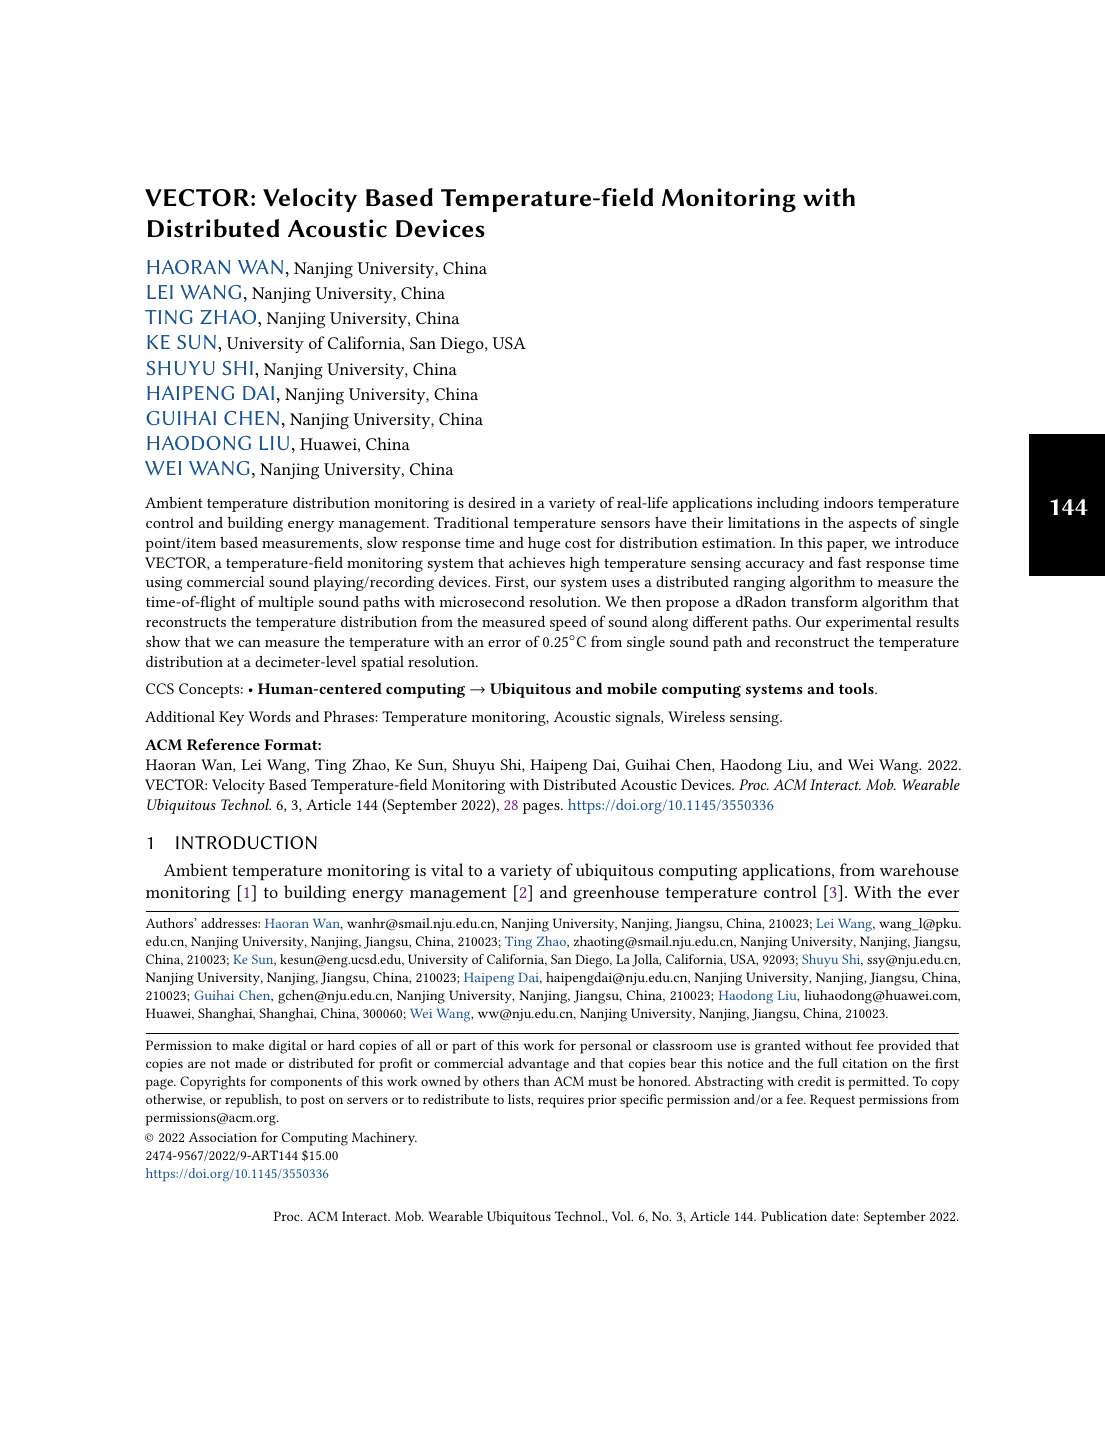 VECTOR: Velocity Based Temperature-field Monitoring with
Distributed Acoustic Devices
HAORAN WAN, Nanjing University, China
LEI WANG, Nanjing University, China
TING ZHAO, Nanjing University, China
KE SUN, University of California, San Diego, USA
SHUYU SHI, Nanjing University, China
HAIPENG DAI, Nanjing University, China
GUIHAI CHEN, Nanjing University, China
HAODONG LIU, Huawei, China
WEI WANG, Nanjing University, China
Ambient temperature distribution monitoring is desired in a variety of real-life applications including indoors temperature
control and building energy management. Traditional temperature sensors have their limitations in the aspects of single
point/item based measurements, slow response time and huge cost for distribution estimation. In this paper, we introduce
VECTOR, a temperature-field monitoring system that achieves high temperature sensing accuracy and fast response time
using commercial sound playing/recording devices. First, our system uses a distributed ranging algorithm to measure the
time-of-flight of multiple sound paths with microsecond resolution. We then propose a dRadon transform algorithm that
reconstructs the temperature distribution from the measured speed of sound along different paths. Our experimental results
show that we can measure the temperature with an error of 0.25°C from single sound path and reconstruct the temperature
distribution at a decimeter-level spatial resolution.
CCS Concepts: • Human-centered computing → Ubiquitous and mobile computing systems and tools.
Additional Key Words and Phrases: Temperature monitoring, Acoustic signals, Wireless sensing.
ACM Reference Format:
Haoran Wan, Lei Wang, Ting Zhao, Ke Sun, Shuyu Shi, Haipeng Dai, Guihai Chen, Haodong Liu, and Wei Wang. 2022.
VECTOR: Velocity Based Temperature-field Monitoring with Distributed Acoustic Devices. Proc. ACM Interact. Mob. Wearable
Ubiquitous Technol. 6, 3, Article 144 (September 2022), 28 pages. https://doi.org/10.1145/3550336
1 INTRODUCTION
Ambient temperature monitoring is vital to a variety of ubiquitous computing applications, from warehouse
monitoring [1] to building energy management [2] and greenhouse temperature control [3]. With the ever
Authors' addresses: Haoran Wan, wanhr@smail.nju.edu.cn, Nanjing University, Nanjing, Jiangsu, China, 210023; Lei Wang, wang_l@pku.
edu.cn, Nanjing University, Nanjing, Jiangsu, China, 210023; Ting Zhao, zhaoting@smail.nju.edu.cn, Nanjing University, Nanjing, Jiangsu,
China, 210023; Ke Sun, kesun@eng.ucsd.edu, University of California, San Diego, La Jolla, California, USA, 92093; Shuyu Shi, ssy@nju.edu.cn,
Nanjing University, Nanjing, Jiangsu, China, 210023; Haipeng Dai, haipengdai@nju.edu.cn, Nanjing University, Nanjing, Jiangsu, China,
210023; Guihai Chen, gchen@nju.edu.cn, Nanjing University, Nanjing, Jiangsu, China, 210023; Haodong Liu, liuhaodong@huawei.com,
Huawei, Shanghai, Shanghai, China, 300060; Wei Wang, ww@nju.edu.cn, Nanjing University, Nanjing, Jiangsu, China, 210023.
Permission to make digital or hard copies of all or part of this work for personal or classroom use is granted without fee provided that
copies are not made or distributed for profit or commercial advantage and that copies bear this notice and the full citation on the first
page. Copyrights for components of this work owned by others than ACM must be honored. Abstracting with credit is permitted. To copy
otherwise, or republish, to post on servers or to redistribute to lists, requires prior specific permission and/or a fee. Request permissions from
permissions@acm.org.
© 2022 Association for Computing Machinery.
2474-9567/2022/9-ART144 $15.00
https://doi.org/10.1145/3550336
Proc. ACM Interact. Mob. Wearable Ubiquitous Technol., Vol. 6, No. 3, Article 144. Publication date: September 2022.
144